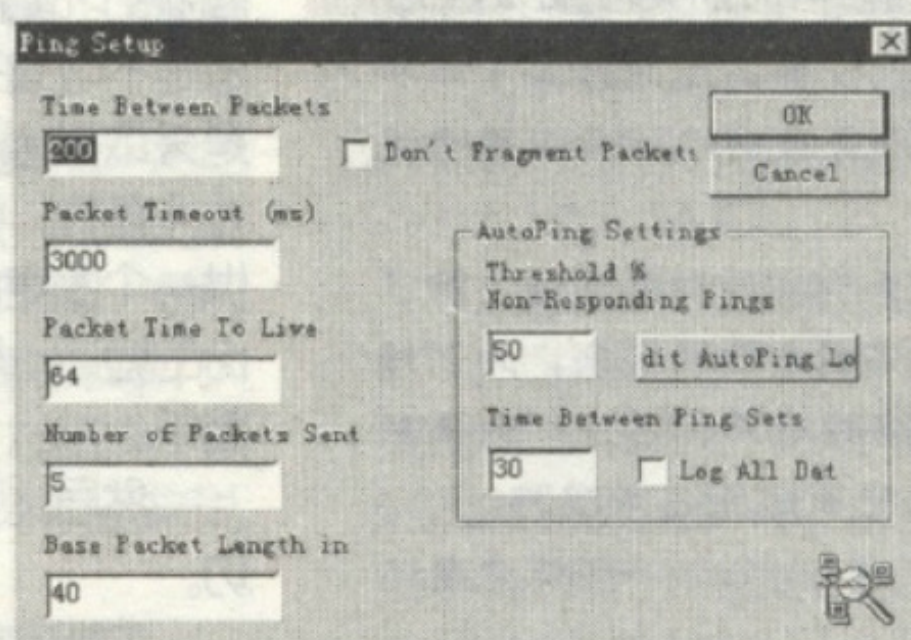 Ping Setup
Time Between Packets
200
Don't Fragment Packets
OK
Cancel
Packet Timeout (ms)
3000
Packet Time To Live
64
Number of Packets Sent
5
Base Packet Length in
40
AutoPing Settings
Threshold %
Non-Responding Pings
50
dit AutoPing Lo
Time Between Ping Sets
30
Log All Dat